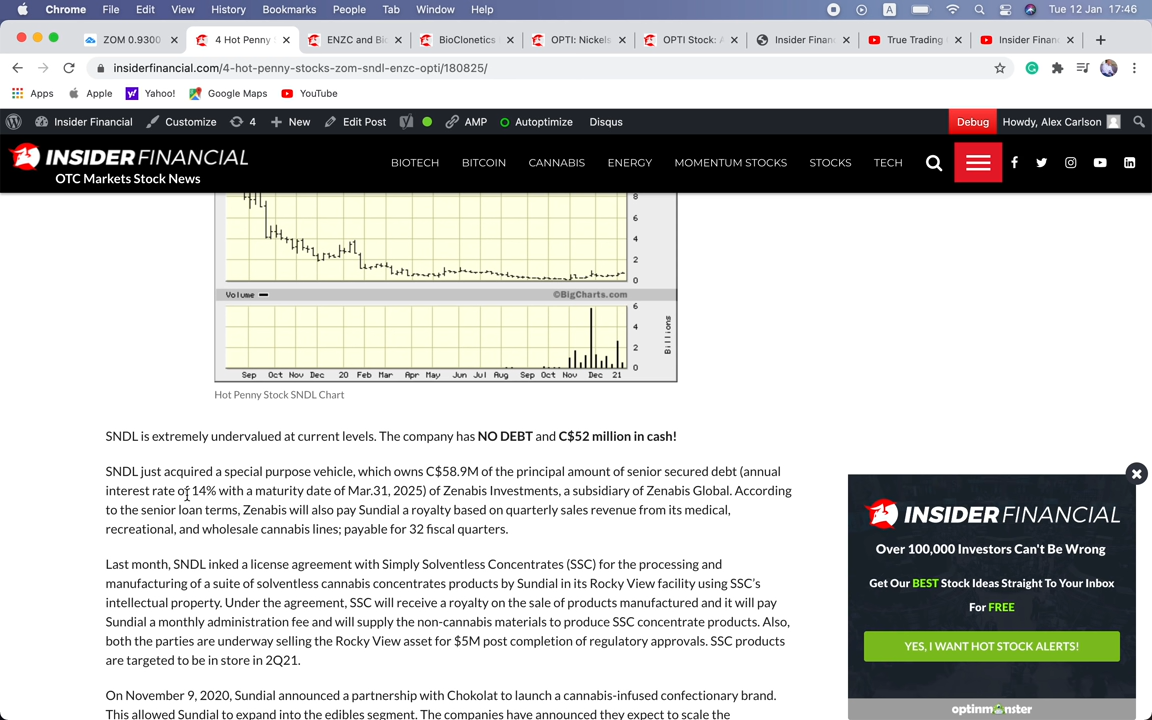 Chrome File Edit View History Bookmarks People Tab Window Help A Tue 12 Jan 17:46
ZOM 0.9300 4 Hot Penny ENZC and Bio BioClonetics OPTI: Nickels OPTI Stock: A Insider Finan True Trading Insider Finan
insiderfinancial.com/4-hot-penny-stocks-zom-sndl-enzc-opti/180825/
Apps Apple Yahoo! Google Maps YouTube
Insider Financial Customize 4 New Edit Post AMP Autoptimize Disqus Debug Howdy, Alex Carlson
INSIDER FINANCIAL
OTC Markets Stock News
BIOTECH BITCOIN CANNABIS ENERGY MOMENTUM STOCKS STOCKS TECH
8
6
4
2
0
Volume ©BigCharts.com
6
4
2
0
Billions
Sep Oct Nov Dec 20 Feb Mar Apr May Jun Jul Aug Sep Oct Nov Dec 21
Hot Penny Stock SNDL Chart
SNDL is extremely undervalued at current levels. The company has NO DEBT and C$52 million in cash!
SNDL just acquired a special purpose vehicle, which owns C$58.9M of the principal amount of senior secured debt (annual
interest rate of 14% with a maturity date of Mar.31, 2025) of Zenabis Investments, a subsidiary of Zenabis Global. According
to the senior loan terms, Zenabis will also pay Sundial a royalty based on quarterly sales revenue from its medical,
recreational, and wholesale cannabis lines; payable for 32 fiscal quarters.
Last month, SNDL inked a license agreement with Simply Solventless Concentrates (SSC) for the processing and
manufacturing of a suite of solventless cannabis concentrates products by Sundial in its Rocky View facility using SSC's
intellectual property. Under the agreement, SSC will receive a royalty on the sale of products manufactured and it will pay
Sundial a monthly administration fee and will supply the non-cannabis materials to produce SSC concentrate products. Also,
both the parties are underway selling the Rocky View asset for $5M post completion of regulatory approvals. SSC products
are targeted to be in store in 2Q21.
On November 9, 2020, Sundial announced a partnership with Chokolat to launch a cannabis-infused confectionary brand.
This allowed Sundial to expand into the edibles segment. The companies have announced they expect to scale the
INSIDER FINANCIAL
Over 100,000 Investors Can't Be Wrong
Get Our BEST Stock Ideas Straight To Your Inbox
For FREE
YES, I WANT HOT STOCK ALERTS!
optinmonster